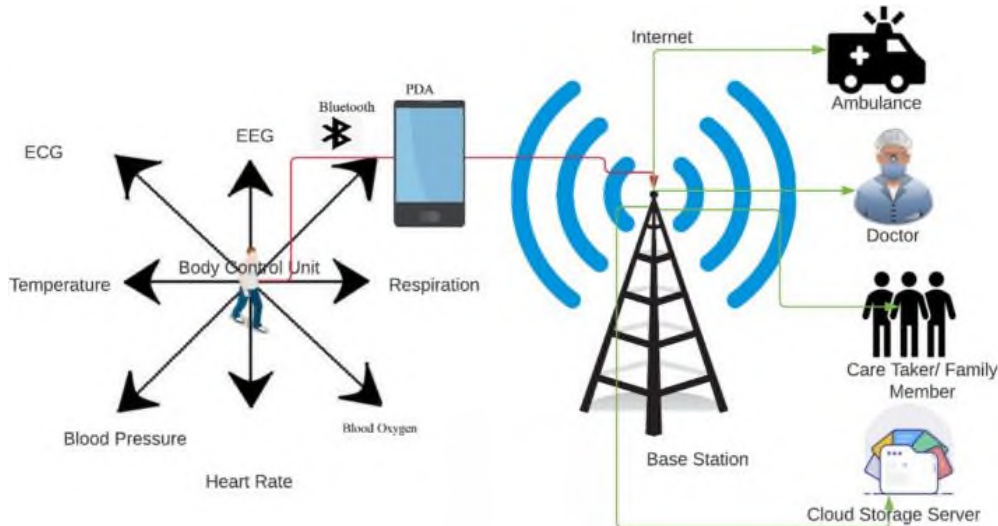 Internet
PDA
Ambulance
Bluetooth
EEG
ECG
Doctor
Body Control Unit
Temperature
Respiration
Care Taker/ Family
Member
Blood Pressure
Blood Oxygen
Base Station
Heart Rate
Cloud Storage Server